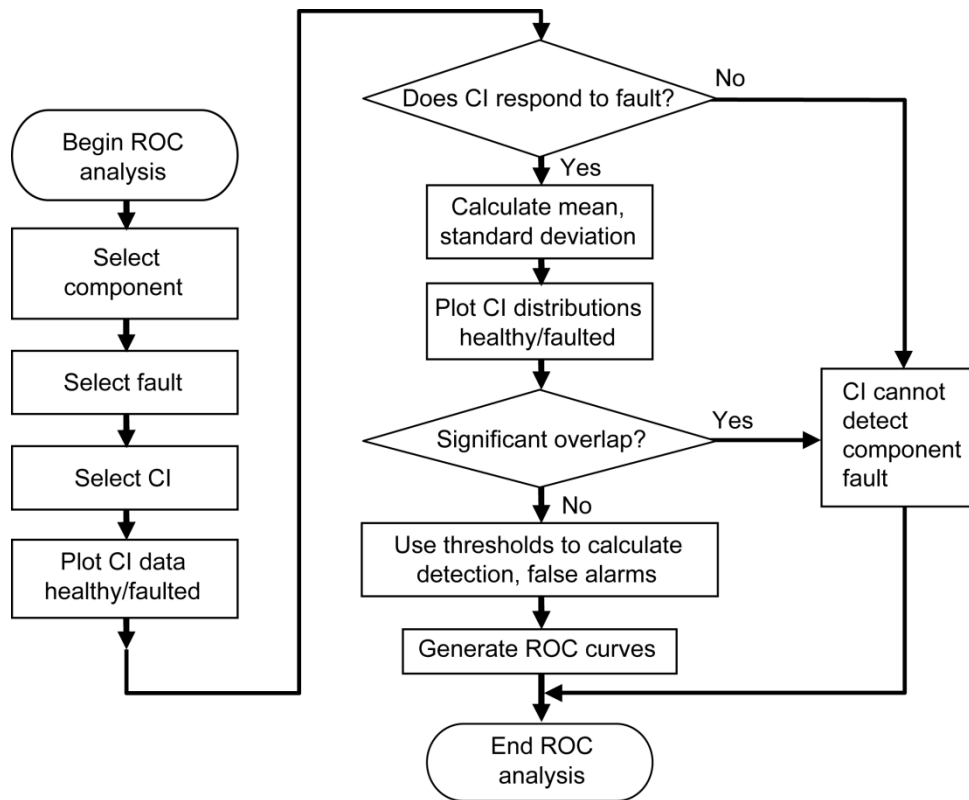 Begin ROC
analysis
Select
component
Select fault
Select CI
Plot CI data
healthy/faulted
Does CI respond to fault?
No
Yes
Calculate mean,
standard deviation
Plot CI distributions
healthy/faulted
Significant overlap?
Yes
CI cannot
detect
component
fault
No
Use thresholds to calculate
detection, false alarms
Generate ROC curves
End ROC
analysis